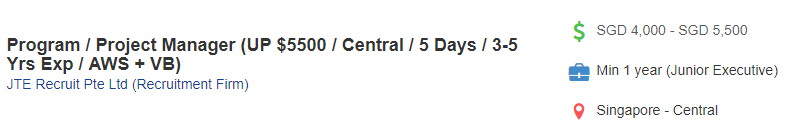 Program / Project Manager (UP $5500 / Central / 5 Days / 3-5
Yrs Exp / AWS + VB)
JTE Recruit Pte Ltd (Recruitment Firm)
SGD 4,000 - SGD 5,500
Min 1 year (Junior Executive)
Singapore - Central